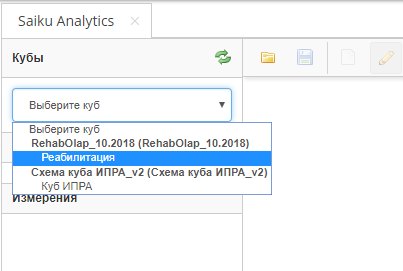 Saiku Analytics
Кубы
Выберите куб
Выберите куб
RehabOlap_10.2018 (RehabOlap_10.2018)
Реабилитация
Схема куба ИПРА_v2 (Схема куба ИПРА_v2)
Куб ИПРА
Измерения